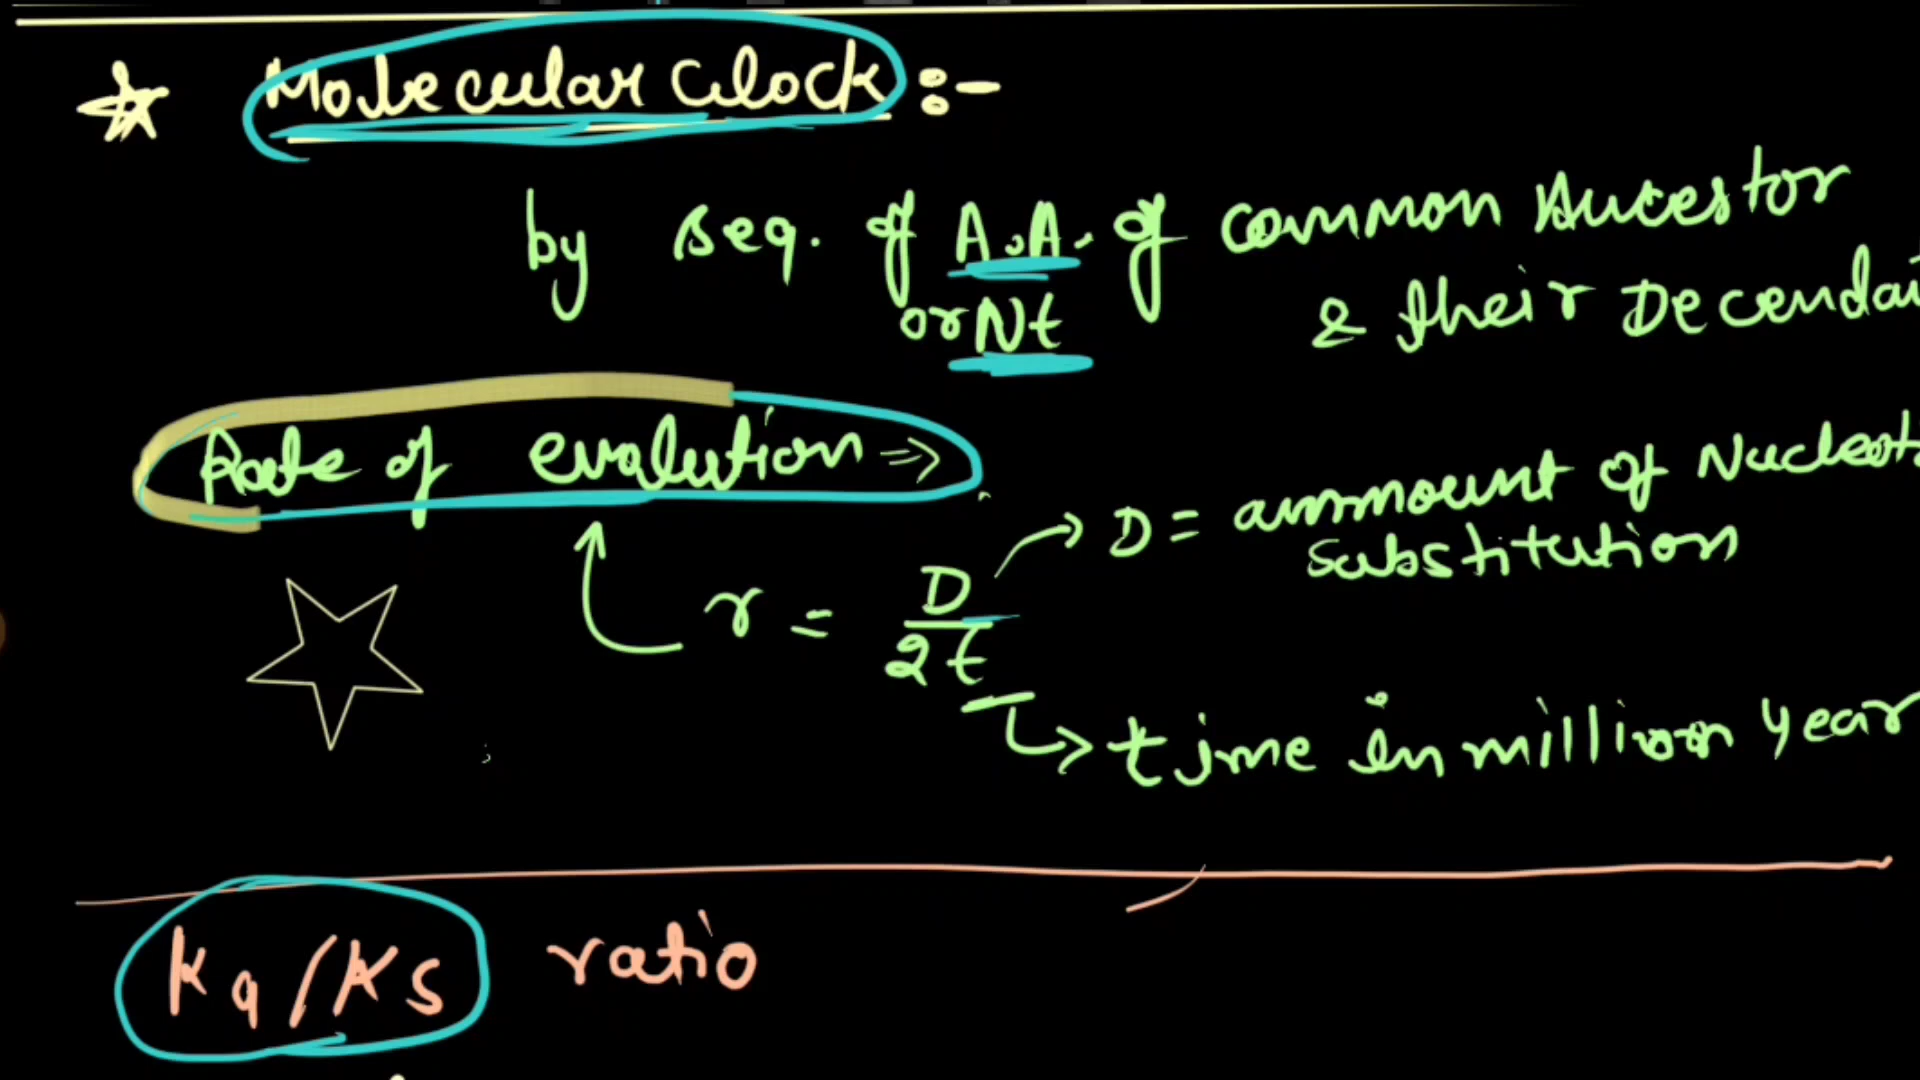 Molecular Clock :-
by seq. of A.A. of common Ancestor
or Nt & their Decendai
Rate of evalution ⇒
D = ammount of Nucleot
substitution
r = D/2t
time in million year
Ka/Ks ratio